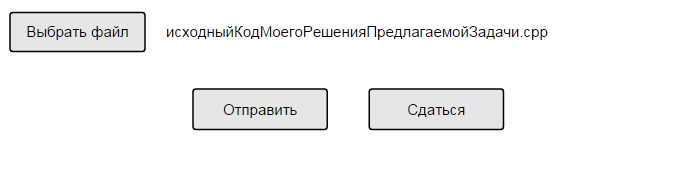 Выбрать файл исходныйКодМоегоРешенияПредлагаемойЗадачи.cpp
Отправить Сдаться